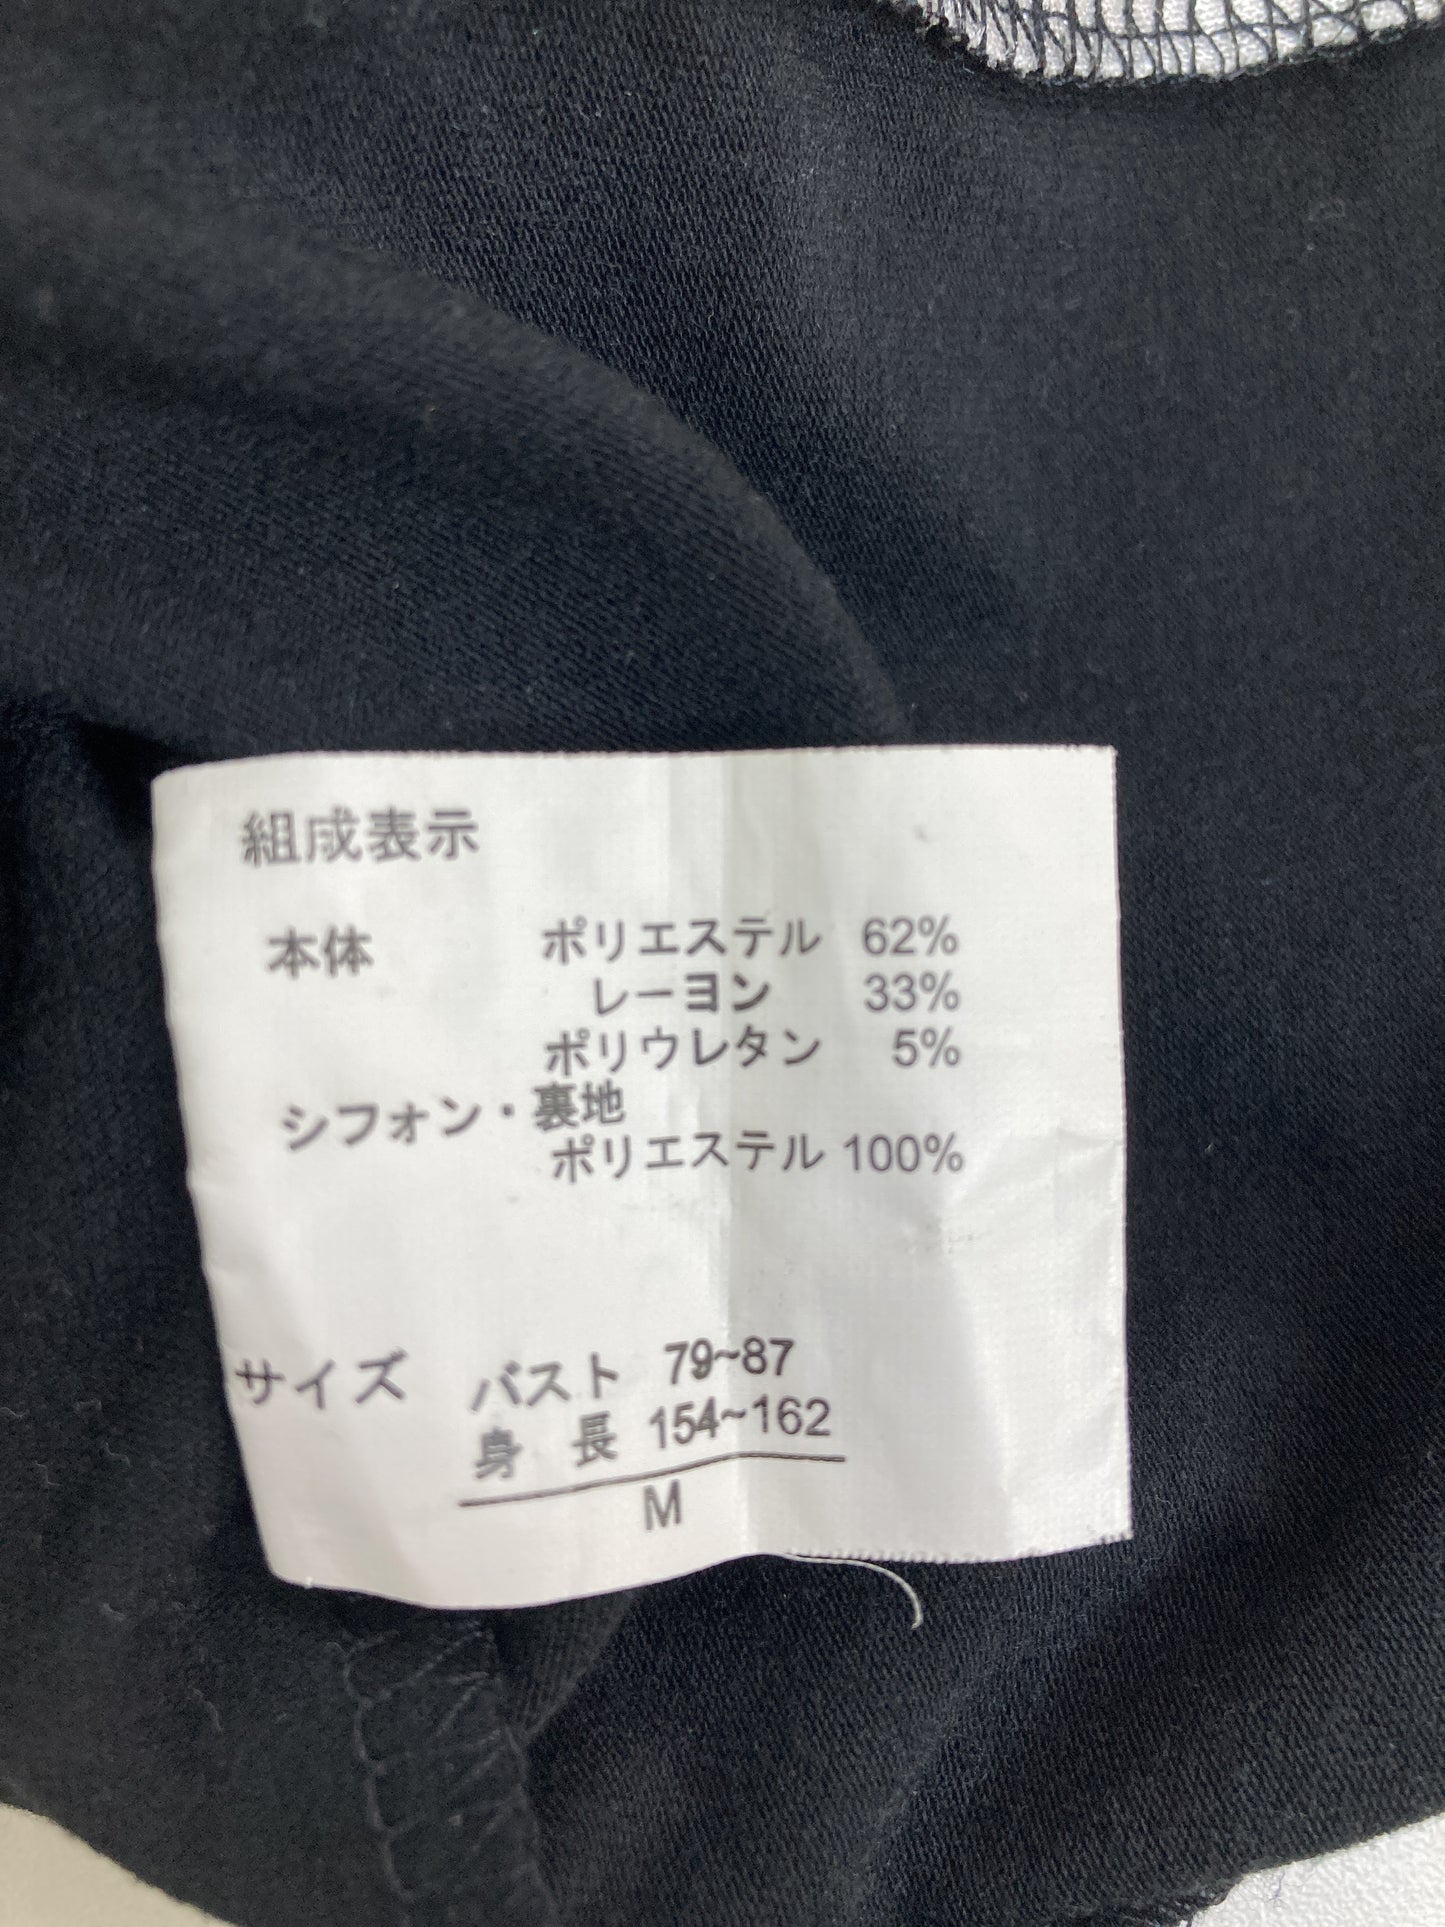 組成表示
本体 ポリエステル 62%
レーヨン 33%
ポリウレタン 5%
シフォン・裏地
ポリエステル 100%
サイズ バスト 79~87
身 長 154~162
M